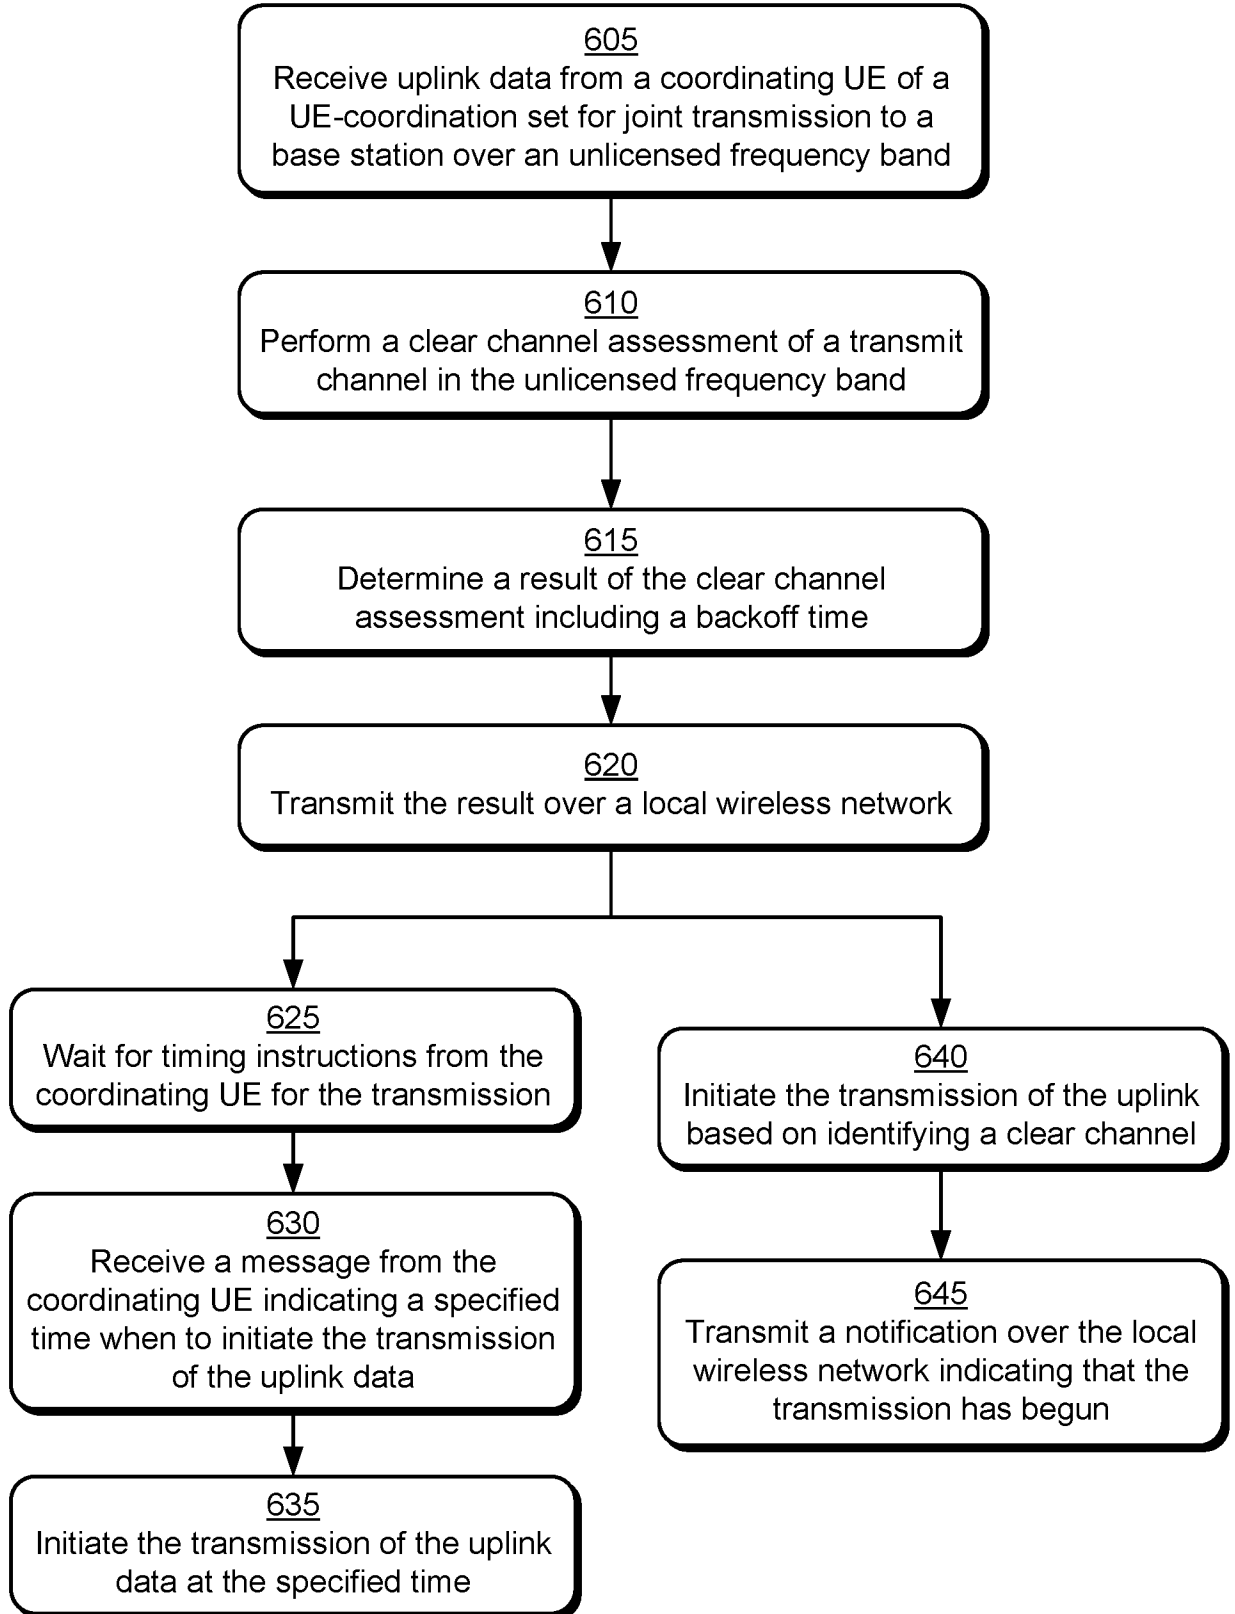 605
Receive uplink data from a coordinating UE of a
UE-coordination set for joint transmission to a
base station over an unlicensed frequency band
610
Perform a clear channel assessment of a transmit
channel in the unlicensed frequency band
615
Determine a result of the clear channel
assessment including a backoff time
620
Transmit the result over a local wireless network
625
Wait for timing instructions from the
coordinating UE for the transmission
630
Receive a message from the
coordinating UE indicating a specified
time when to initiate the transmission
of the uplink data
635
Initiate the transmission of the uplink
data at the specified time
640
Initiate the transmission of the uplink
based on identifying a clear channel
645
Transmit a notification over the local
wireless network indicating that the
transmission has begun